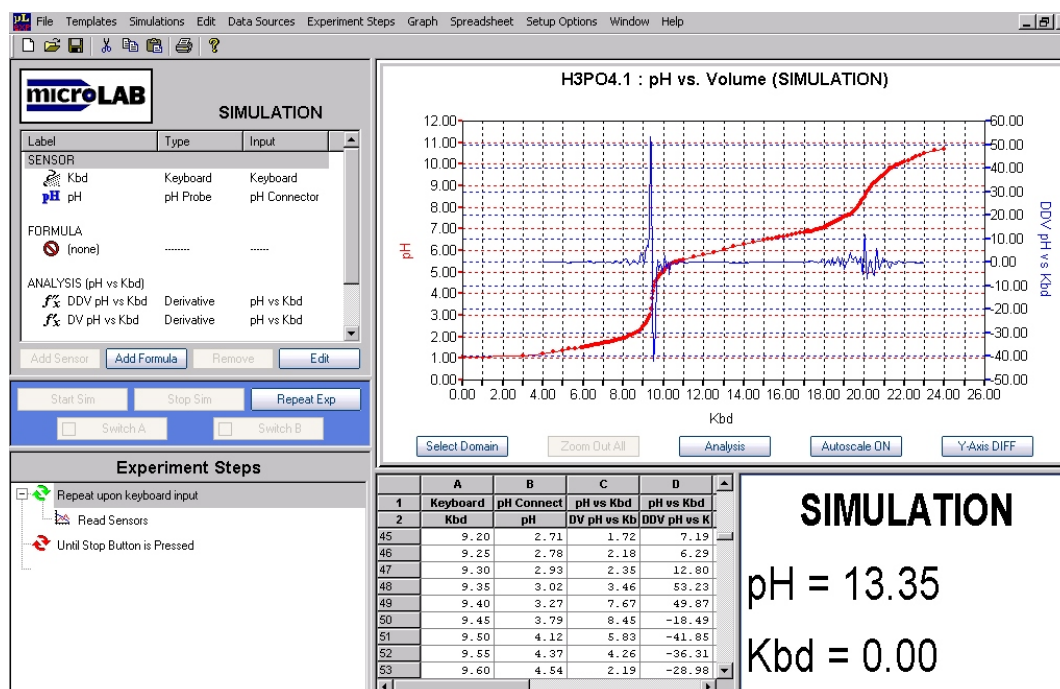 µL File Templates Simulations Edit Data Sources Experiment Steps Graph Spreadsheet Setup Options Window Help
microLAB
SIMULATION
Label Type Input
SENSOR
Kbd Keyboard Keyboard
pH pH pH Probe pH Connector
FORMULA
(none) -------- ------
ANALYSIS (pH vs Kbd)
f''x DDV pH vs Kbd Derivative pH vs Kbd
f'x DV pH vs Kbd Derivative pH vs Kbd
Add Sensor Add Formula Remove Edit
Start Sim Stop Sim Repeat Exp
Switch A Switch B
Experiment Steps
Repeat upon keyboard input
Read Sensors
Until Stop Button is Pressed
H3PO4.1 : pH vs. Volume (SIMULATION)
12.00
11.00
10.00
9.00
8.00
7.00
6.00
5.00
4.00
3.00
2.00
1.00
0.00
pH
60.00
50.00
40.00
30.00
20.00
10.00
0.00
-10.00
-20.00
-30.00
-40.00
-50.00
DDV pH vs Kbd
0.00 2.00 4.00 6.00 8.00 10.00 12.00 14.00 16.00 18.00 20.00 22.00 24.00 26.00
Kbd
Select Domain Zoom Out All Analysis Autoscale ON Y-Axis DIFF
A B C D
1 Keyboard pH Connect pH vs Kbd pH vs Kbd
2 Kbd pH DV pH vs Kb DDV pH vs K
45 9.20 2.71 1.72 7.19
46 9.25 2.78 2.18 6.29
47 9.30 2.93 2.35 12.80
48 9.35 3.02 3.46 53.23
49 9.40 3.27 7.67 49.87
50 9.45 3.79 8.45 -18.49
51 9.50 4.12 5.83 -41.85
52 9.55 4.37 4.26 -36.31
53 9.60 4.54 2.19 -28.98
SIMULATION
pH = 13.35
Kbd = 0.00